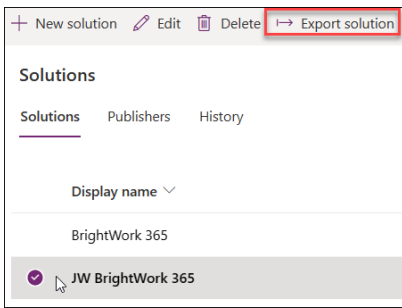 New solution Edit Delete Export solution
Solutions
Solutions Publishers History
Display name
BrightWork 365
JW BrightWork 365